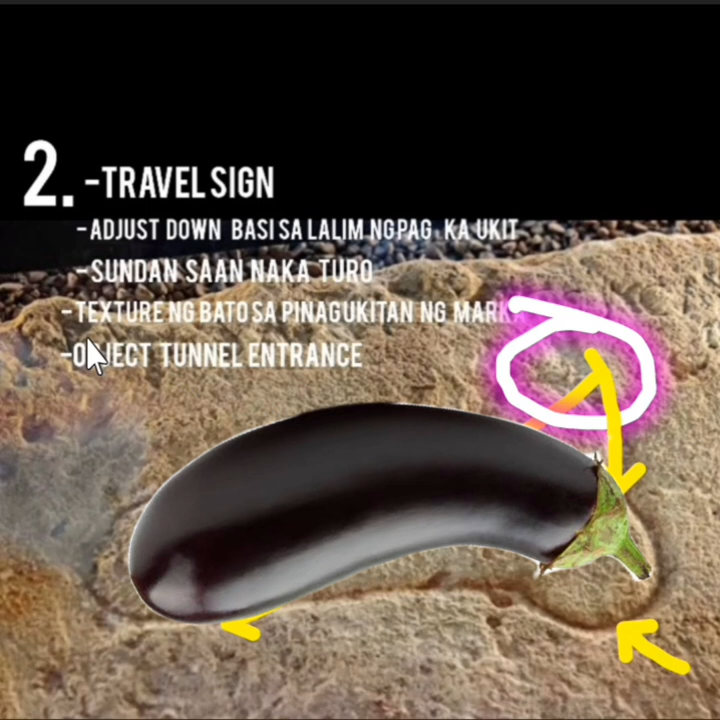 2. -TRAVEL SIGN
-ADJUST DOWN BASI SA LALIM NGPAG. KA UKIT
-SUNDAN SAAN NAKA TURO
-TEXTURE NG BATO SA PINAGUKITAN NG MARK
-OBJECT TUNNEL ENTRANCE